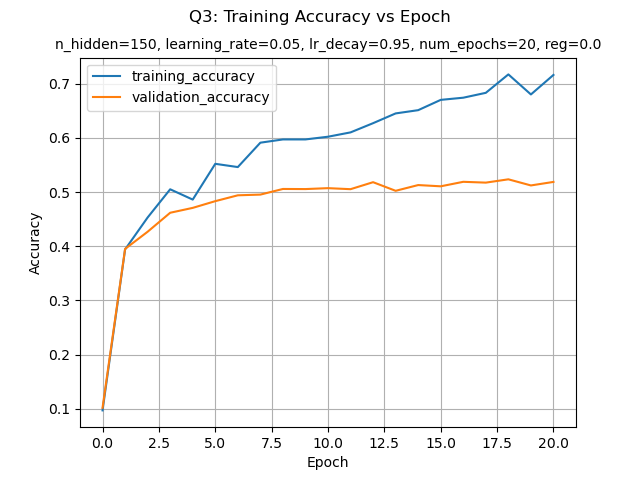 Q3: Training Accuracy vs Epoch
n_hidden=150, learning_rate=0.05, lr_decay=0.95, num_epochs=20, reg=0.0
training_accuracy
validation_accuracy
0.7
0.6
0.5
0.4
0.3
0.2
0.1
Accuracy
0.0 2.5 5.0 7.5 10.0 12.5 15.0 17.5 20.0
Epoch